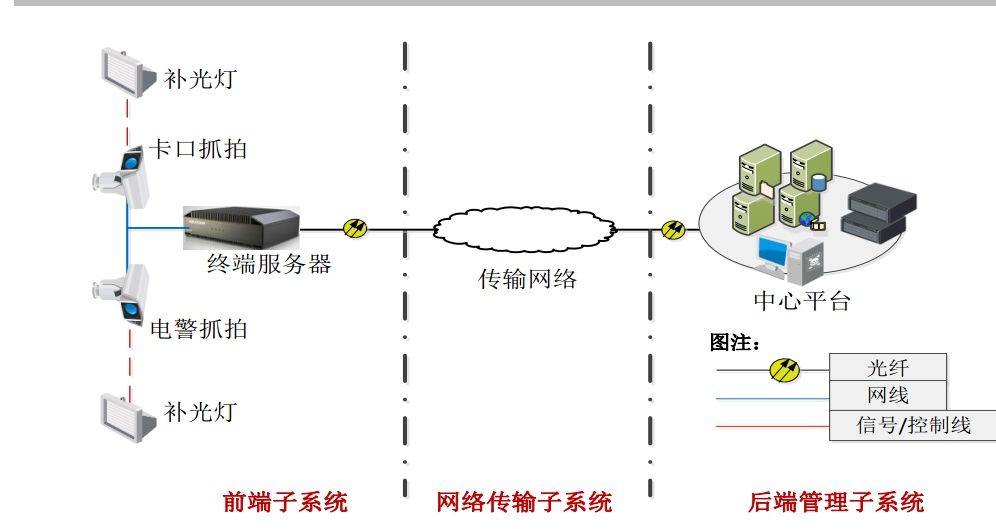 补光灯
卡口抓拍
终端服务器
电警抓拍
补光灯
传输网络
中心平台
图注：
光纤
网线
信号/控制线
前端子系统
网络传输子系统
后端管理子系统